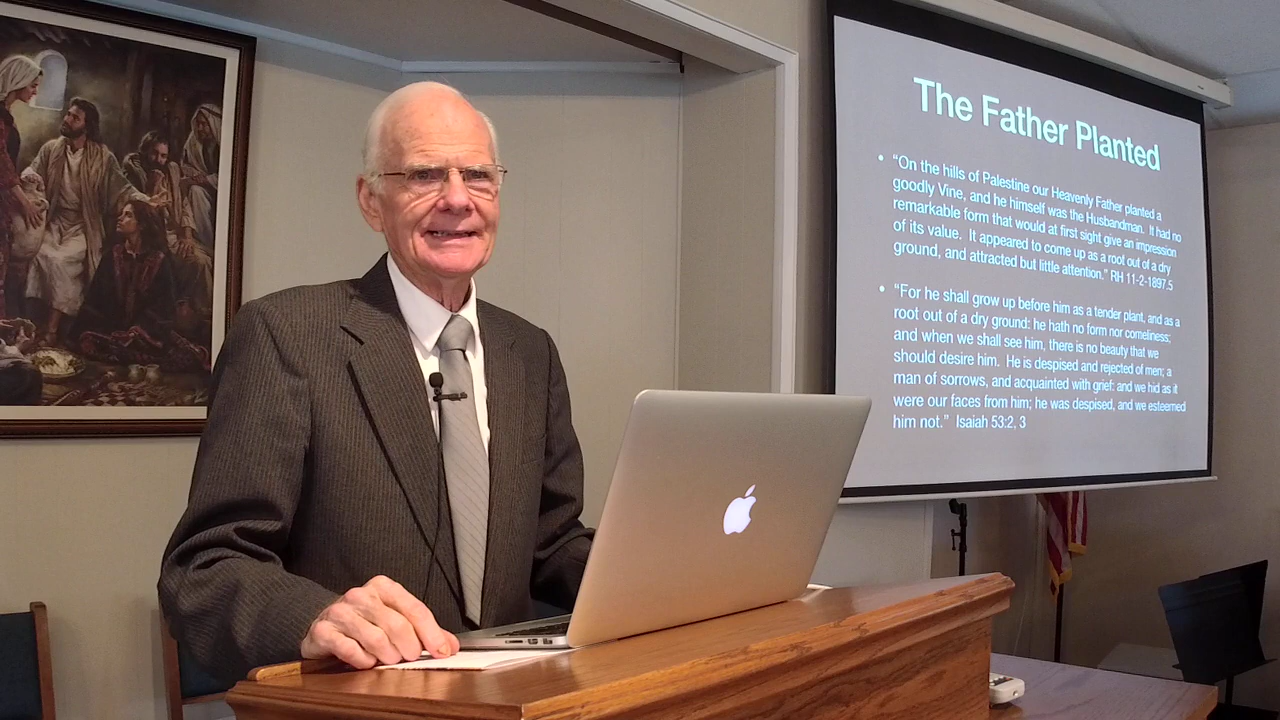 The Father Planted
• “On the hills of Palestine our Heavenly Father planted a
goodly Vine, and he himself was the Husbandman. It had no
remarkable form that would at first sight give an impression
of its value. It appeared to come up as a root out of a dry
ground, and attracted but little attention.” RH 11-2-1897.5
• “For he shall grow up before him as a tender plant, and as a
root out of a dry ground: he hath no form nor comeliness;
and when we shall see him, there is no beauty that we
should desire him. He is despised and rejected of men; a
man of sorrows, and acquainted with grief: and we hid as it
were our faces from him; he was despised, and we esteemed
him not.” Isaiah 53:2, 3